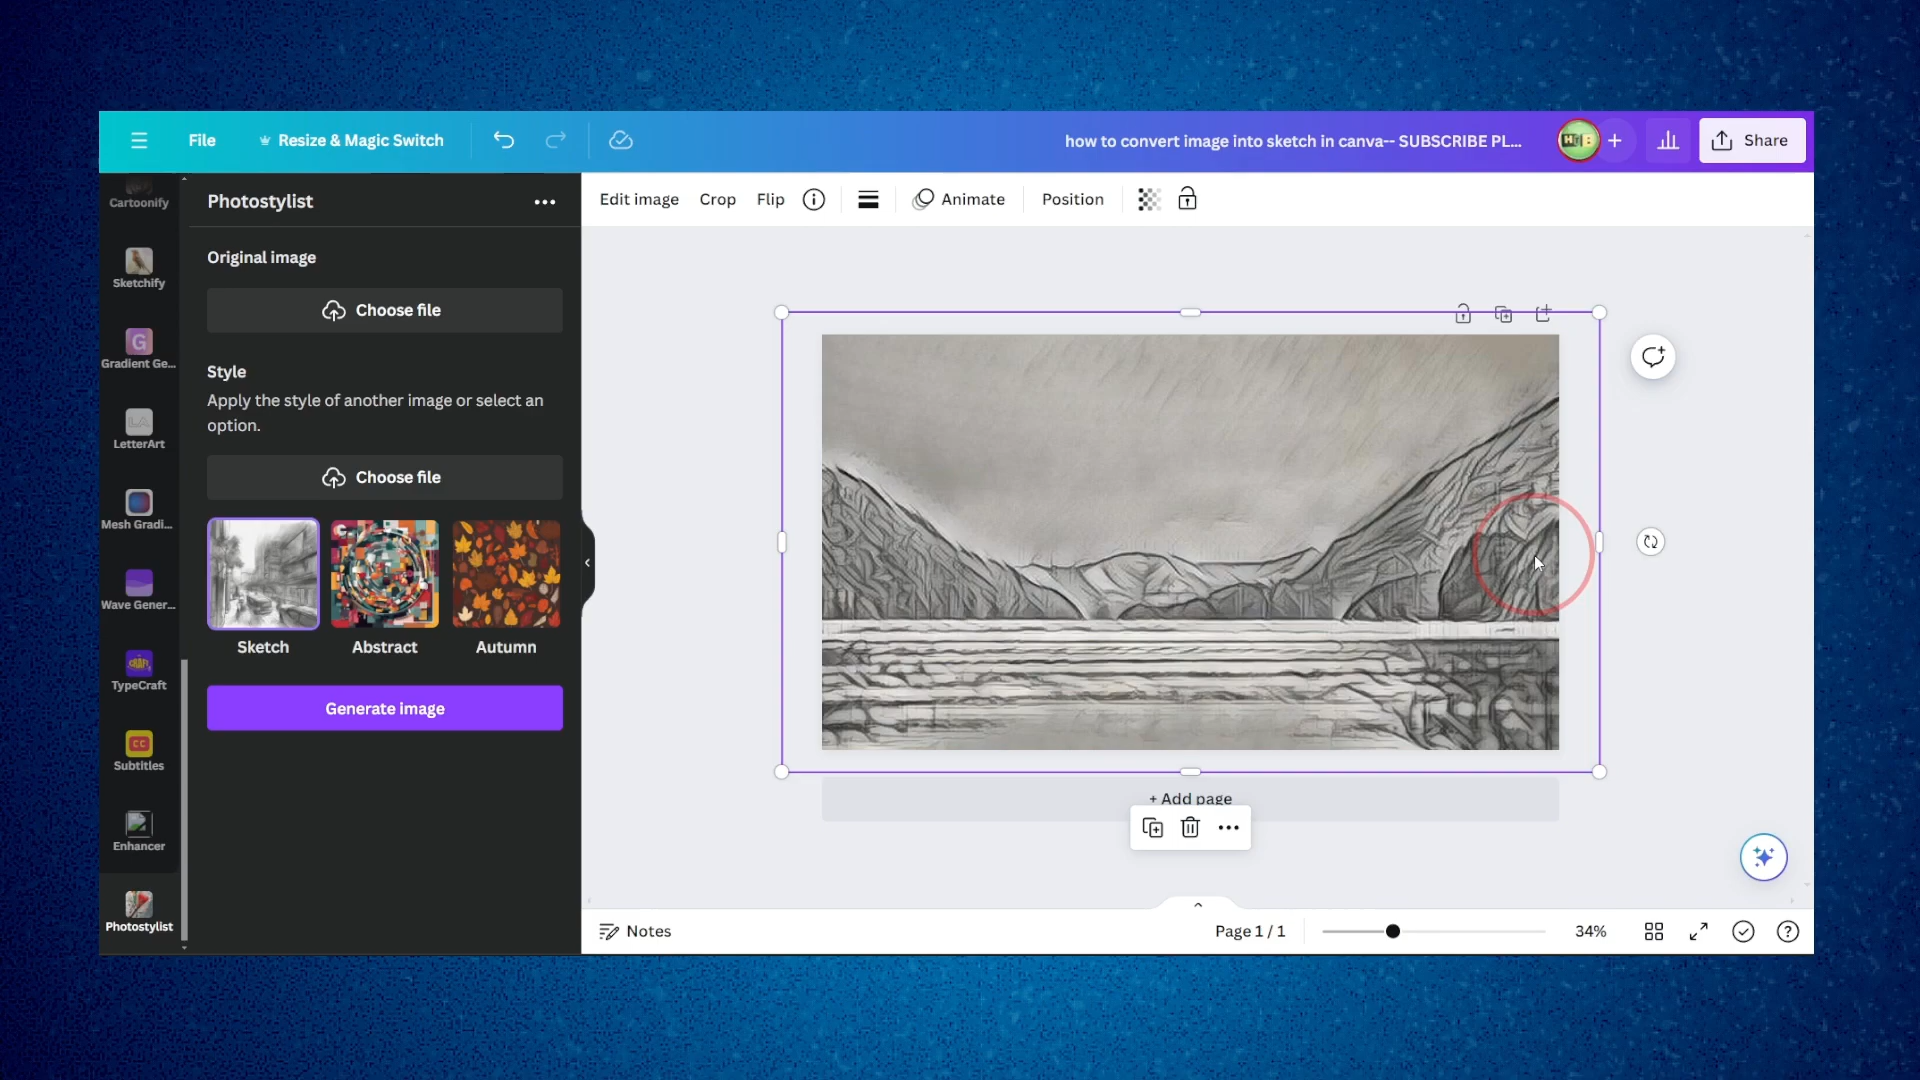 File
Resize & Magic Switch
how to convert image into sketch in canva-- SUBSCRIBE PL...
Share
Cartoonify
Sketchify
Gradient Ge...
LetterArt
Mesh Gradi...
Wave Gener...
TypeCraft
Subtitles
Enhancer
Photostylist
Photostylist
Original image
Choose file
Style
Apply the style of another image or select an
option.
Choose file
Sketch
Abstract
Autumn
Generate image
Edit image
Crop
Flip
Animate
Position
+ Add page
Notes
Page 1 / 1
34%